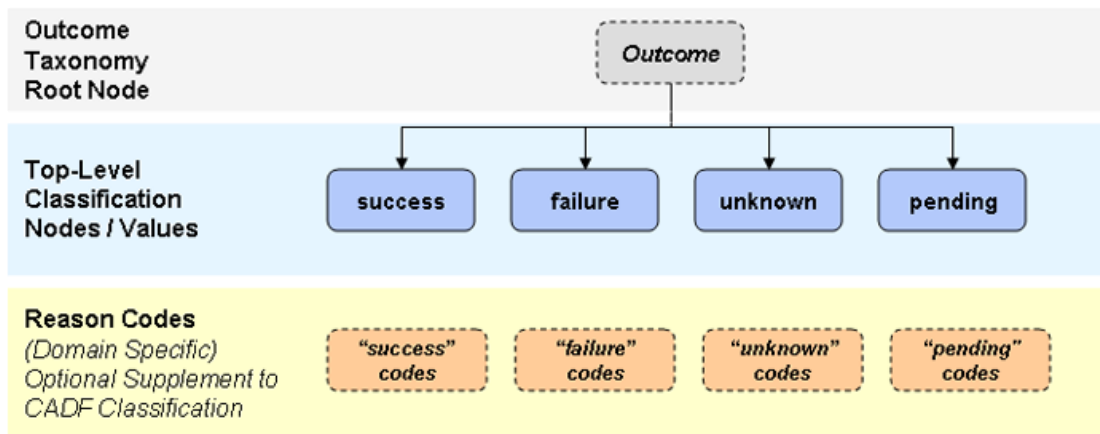 Outcome
Taxonomy
Root Node
Outcome
Top-Level
Classification
Nodes / Values
success
failure
unknown
pending
Reason Codes
(Domain Specific)
Optional Supplement to
CADF Classification
“success”
codes
“failure”
codes
“unknown”
codes
“pending”
codes